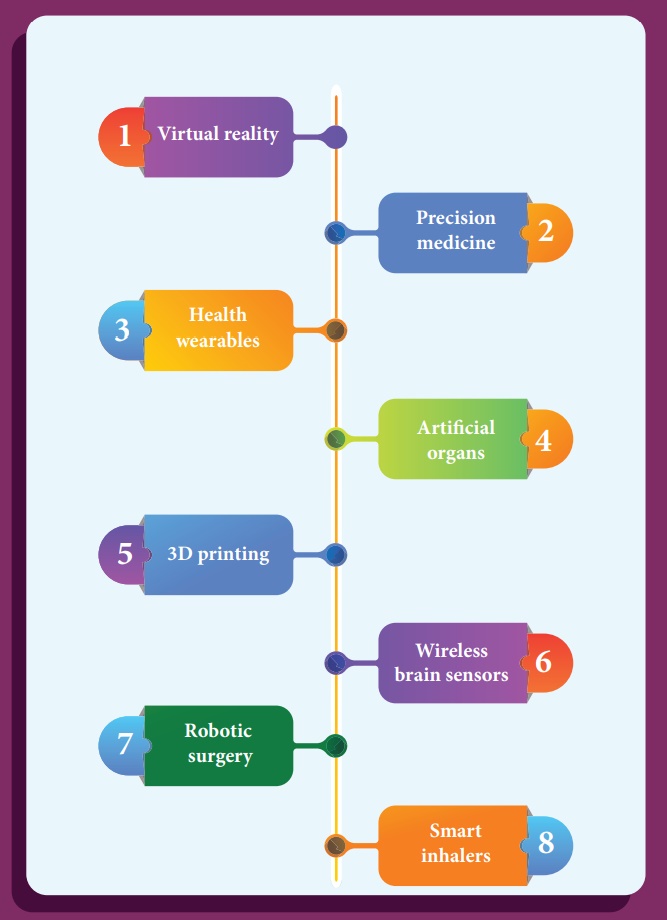 1 Virtual reality
Precision
medicine 2
3 Health
wearables
Artificial
organs 4
5 3D printing
Wireless
brain sensors 6
7 Robotic
surgery
Smart
inhalers 8